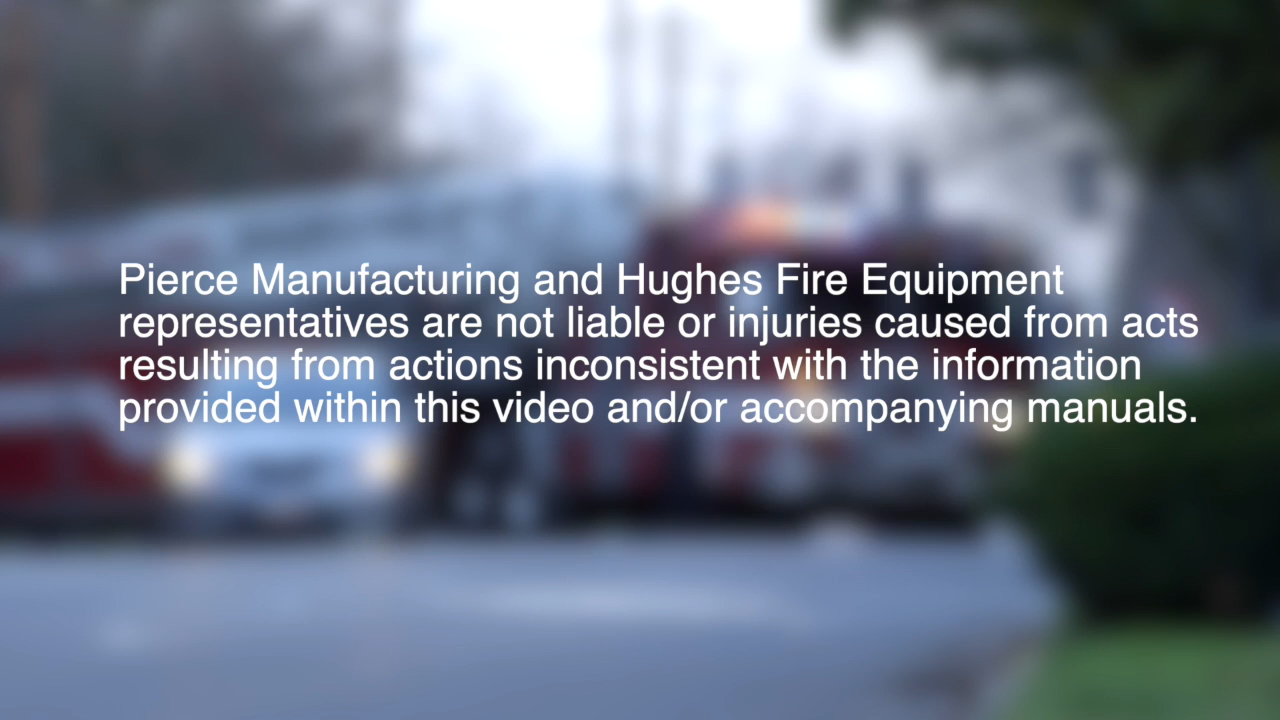 Pierce Manufacturing and Hughes Fire Equipment
representatives are not liable or injuries caused from acts
resulting from actions inconsistent with the information
provided within this video and/or accompanying manuals.